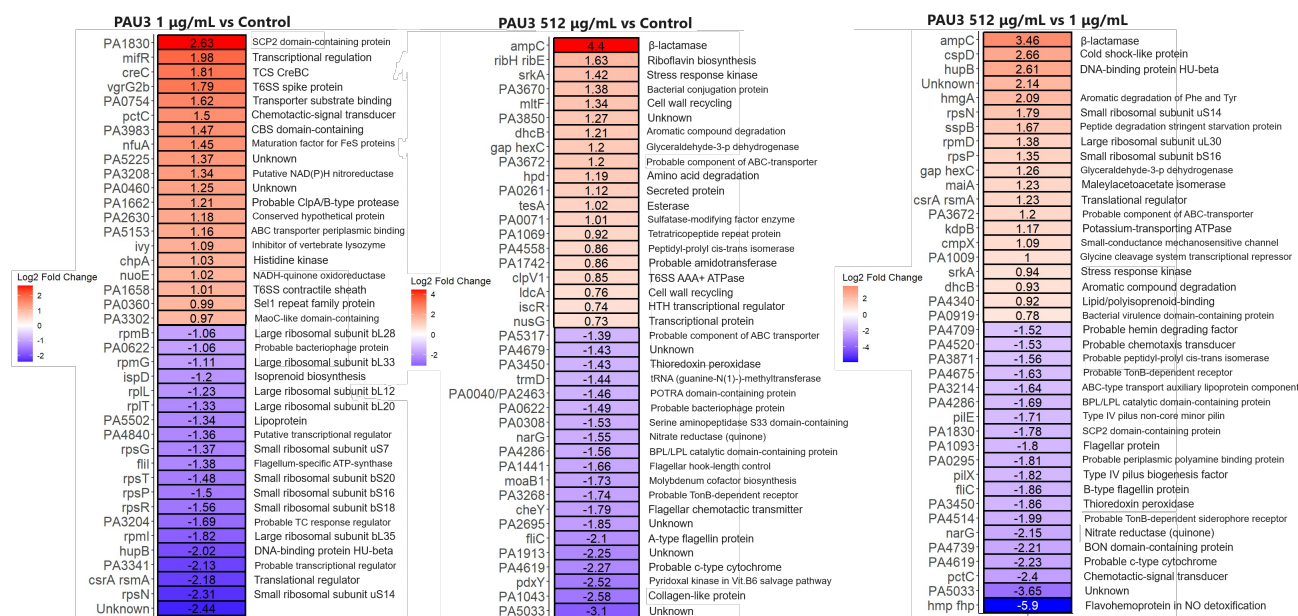 PAU3 1 µg/mL vs Control
PA1830 2.63 SCP2 domain-containing protein
mifR 1.98 Transcriptional regulation
creC 1.81 TCS CreBC
vgrG2b 1.79 T6SS spike protein
PA0754 1.62 Transporter substrate binding
pctC 1.5 Chemotactic-signal transducer
PA3983 1.47 CBS domain-containing
nfuA 1.45 Maturation factor for FeS proteins
PA5225 1.37 Unknown
PA3208 1.34 Putative NAD(P)H nitroreductase
PA0460 1.25 Unknown
PA1662 1.21 Probable ClpA/B-type protease
PA2630 1.18 Conserved hypothetical protein
PA5153 1.16 ABC transporter periplasmic binding
ivy 1.09 Inhibitor of vertebrate lysozyme
chpA 1.03 Histidine kinase
nuoE 1.02 NADH-quinone oxidoreductase
PA1658 1.01 T6SS contractile sheath
PA0360 0.99 Sel1 repeat family protein
PA3302 0.97 MaoC-like domain-containing
rpmB -1.06 Large ribosomal subunit bL28
PA0622 -1.06 Probable bacteriophage protein
rpmG -1.11 Large ribosomal subunit bL33
ispD -1.2 Isoprenoid biosynthesis
rplL -1.23 Large ribosomal subunit bL12
rplT -1.33 Large ribosomal subunit bL20
PA5502 -1.34 Lipoprotein
PA4840 -1.36 Putative transcriptional regulator
rpsG -1.37 Small ribosomal subunit uS7
fliI -1.38 Flagellum-specific ATP-synthase
rpsT -1.48 Small ribosomal subunit bS20
rpsP -1.5 Small ribosomal subunit bS16
rpsR -1.56 Small ribosomal subunit bS18
PA3204 -1.69 Probable TC response regulator
rpmI -1.82 Large ribosomal subunit bL35
hupB -2.02 DNA-binding protein HU-beta
PA3341 -2.13 Probable transcriptional regulator
csrA rsmA -2.18 Translational regulator
rpsN -2.31 Small ribosomal subunit uS14
Unknown -2.44
Log2 Fold Change
2
1
0
-1
-2
PAU3 512 µg/mL vs Control
ampC 4.4 β-lactamase
ribH ribE 1.63 Riboflavin biosynthesis
srkA 1.42 Stress response kinase
PA3670 1.38 Bacterial conjugation protein
mltF 1.34 Cell wall recycling
PA3850 1.27 Unknown
dhcB 1.21 Aromatic compound degradation
gap hexC 1.2 Glyceraldehyde-3-p dehydrogenase
PA3672 1.2 Probable component of ABC-transporter
hpd 1.19 Amino acid degradation
PA0261 1.12 Secreted protein
tesA 1.02 Esterase
PA0071 1.01 Sulfatase-modifying factor enzyme
PA1069 0.92 Tetratricopeptide repeat protein
PA4558 0.86 Peptidyl-prolyl cis-trans isomerase
PA1742 0.86 Probable amidotransferase
clpV1 0.85 T6SS AAA+ ATPase
ldcA 0.76 Cell wall recycling
iscR 0.74 HTH transcriptional regulator
nusG 0.73 Transcriptional protein
PA5317 -1.39 Probable component of ABC transporter
PA4679 -1.43 Unknown
PA3450 -1.43 Thioredoxin peroxidase
trmD -1.44 tRNA (guanine-N(1)-)-methyltransferase
PA0040/PA2463 -1.46 POTRA domain-containing protein
PA0622 -1.49 Probable bacteriophage protein
PA0308 -1.53 Serine aminopeptidase S33 domain-containing
narG -1.55 Nitrate reductase (quinone)
PA4286 -1.56 BPL/LPL catalytic domain-containing protein
PA1441 -1.66 Flagellar hook-length control
moaB1 -1.73 Molybdenum cofactor biosynthesis
PA3268 -1.74 Probable TonB-dependent receptor
cheY -1.79 Flagellar chemotactic transmitter
PA2695 -1.85 Unknown
fliC -2.1 A-type flagellin protein
PA1913 -2.25 Unknown
PA4619 -2.27 Probable c-type cytochrome
pdxY -2.52 Pyridoxal kinase in Vit.B6 salvage pathway
PA1043 -2.58 Collagen-like protein
PA5033 -3.1 Unknown
Log2 Fold Change
4
2
0
-2
PAU3 512 µg/mL vs 1 µg/mL
ampC 3.46 β-lactamase
cspD 2.66 Cold shock-like protein
hupB 2.61 DNA-binding protein HU-beta
Unknown 2.14
hmgA 2.09 Aromatic degradation of Phe and Tyr
rpsN 1.79 Small ribosomal subunit uS14
sspB 1.67 Peptide degradation stringent starvation protein
rpmD 1.38 Large ribosomal subunit uL30
rpsP 1.35 Small ribosomal subunit bS16
gap hexC 1.26 Glyceraldehyde-3-p dehydrogenase
maiA 1.23 Maleylacetoacetate isomerase
csrA rsmA 1.23 Translational regulator
PA3672 1.2 Probable component of ABC-transporter
kdpB 1.17 Potassium-transporting ATPase
cmpX 1.09 Small-conductance mechanosensitive channel
PA1009 1 Glycine cleavage system transcriptional repressor
srkA 0.94 Stress response kinase
dhcB 0.93 Aromatic compound degradation
PA4340 0.92 Lipid/polyisoprenoid-binding
PA0919 0.78 Bacterial virulence domain-containing protein
PA4709 -1.52 Probable hemin degrading factor
PA4520 -1.53 Probable chemotaxis transducer
PA3871 -1.56 Probable peptidyl-prolyl cis-trans isomerase
PA4675 -1.63 Probable TonB-dependent receptor
PA3214 -1.64 ABC-type transport auxiliary lipoprotein component
PA4286 -1.69 BPL/LPL catalytic domain-containing protein
pilE -1.71 Type IV pilus non-core minor pilin
PA1830 -1.78 SCP2 domain-containing protein
PA1093 -1.8 Flagellar protein
PA0295 -1.81 Probable periplasmic polyamine binding protein
pilX -1.82 Type IV pilus biogenesis factor
fliC -1.86 B-type flagellin protein
PA3450 -1.86 Thioredoxin peroxidase
PA4514 -1.99 Probable TonB-dependent siderophore receptor
narG -2.15 Nitrate reductase (quinone)
PA4739 -2.21 BON domain-containing protein
PA4619 -2.23 Probable c-type cytochrome
pctC -2.4 Chemotactic-signal transducer
PA5033 -3.65 Unknown
hmp fhp -5.9 Flavohemoprotein in NO detoxification
Log2 Fold Change
2
0
-2
-4